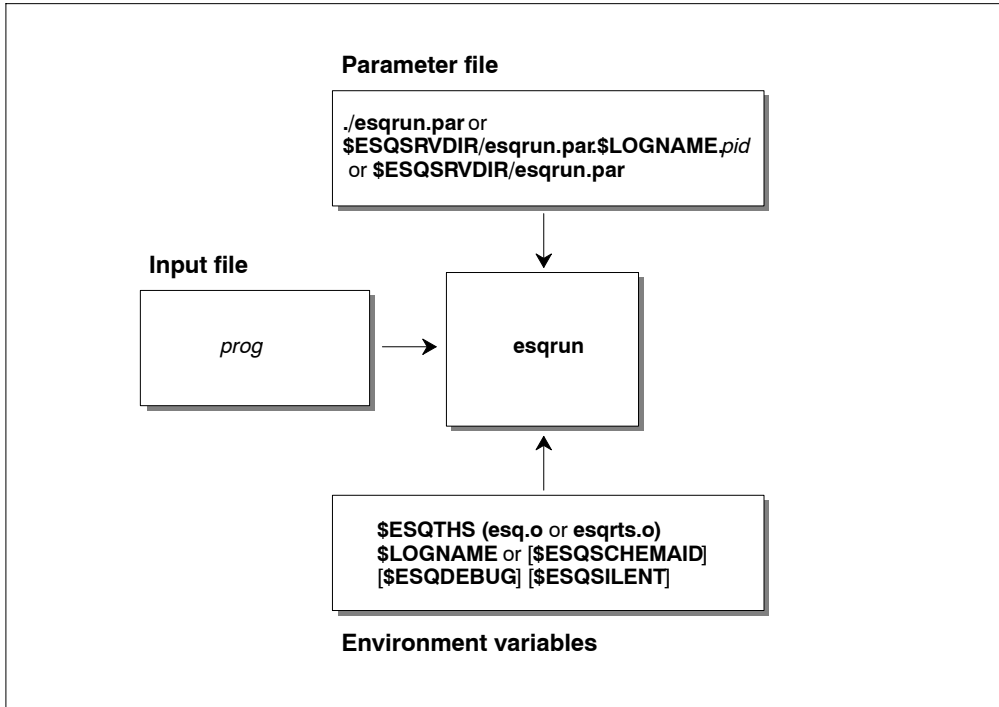 Parameter file
./esqrun.par or
$ESQSRVDIR/esqrun.par.$LOGNAME.pid
or $ESQSRVDIR/esqrun.par
Input file
prog
esqrun
$ESQTHS (esq.o or esqrts.o)
$LOGNAME or [$ESQSCHEMAID]
[$ESQDEBUG] [$ESQSILENT]
Environment variables